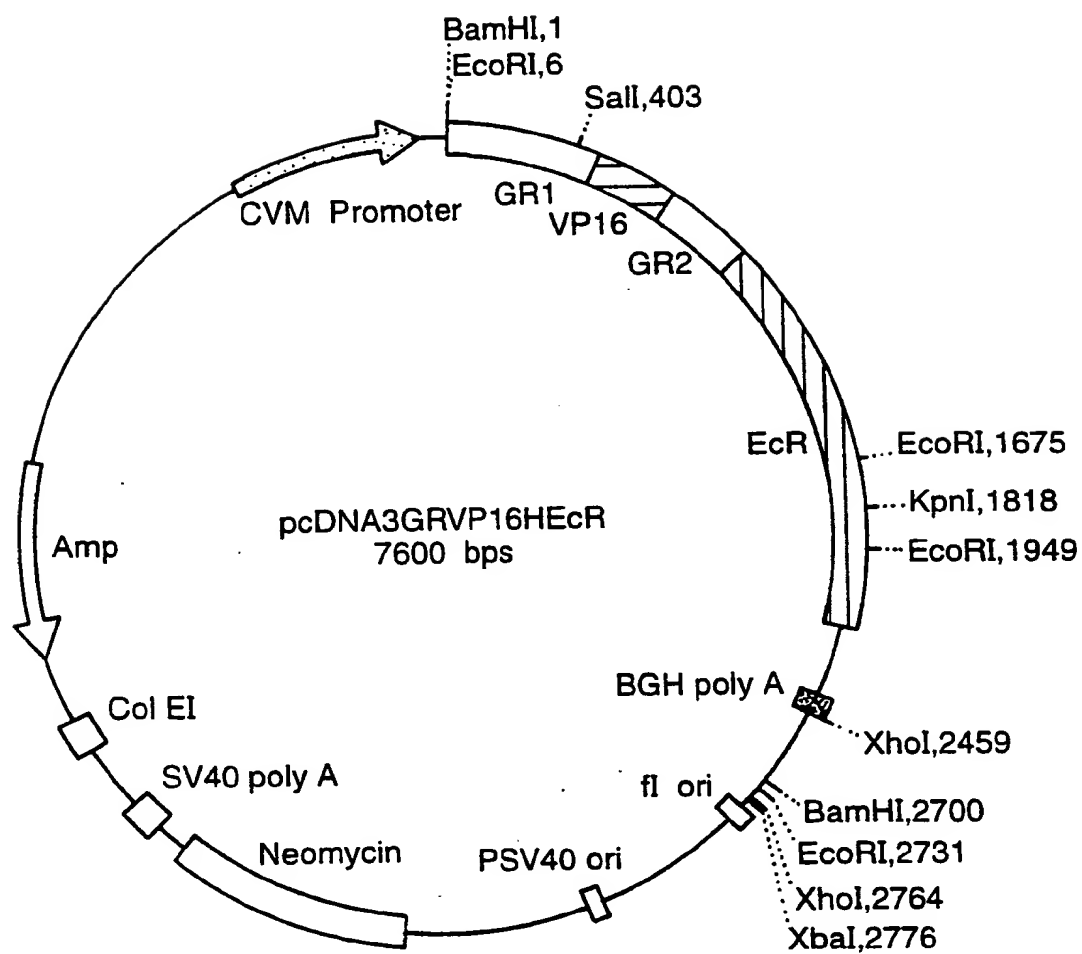 BamHI,1
EcoRI,6
SalI,403
CVM Promoter
GR1
VP16
GR2
EcR
EcoRI,1675
KpnI,1818
EcoRI,1949
pcDNA3GRVP16HEcR
7600 bps
Amp
BGH poly A
XhoI,2459
Col EI
SV40 poly A
fI ori
BamHI,2700
EcoRI,2731
Neomycin
PSV40 ori
XhoI,2764
XbaI,2776